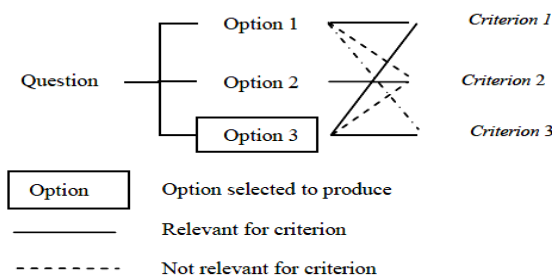 Option 1 Criterion 1
Question Option 2 Criterion 2
Option 3 Criterion 3
Option Option selected to produce
Relevant for criterion
Not relevant for criterion